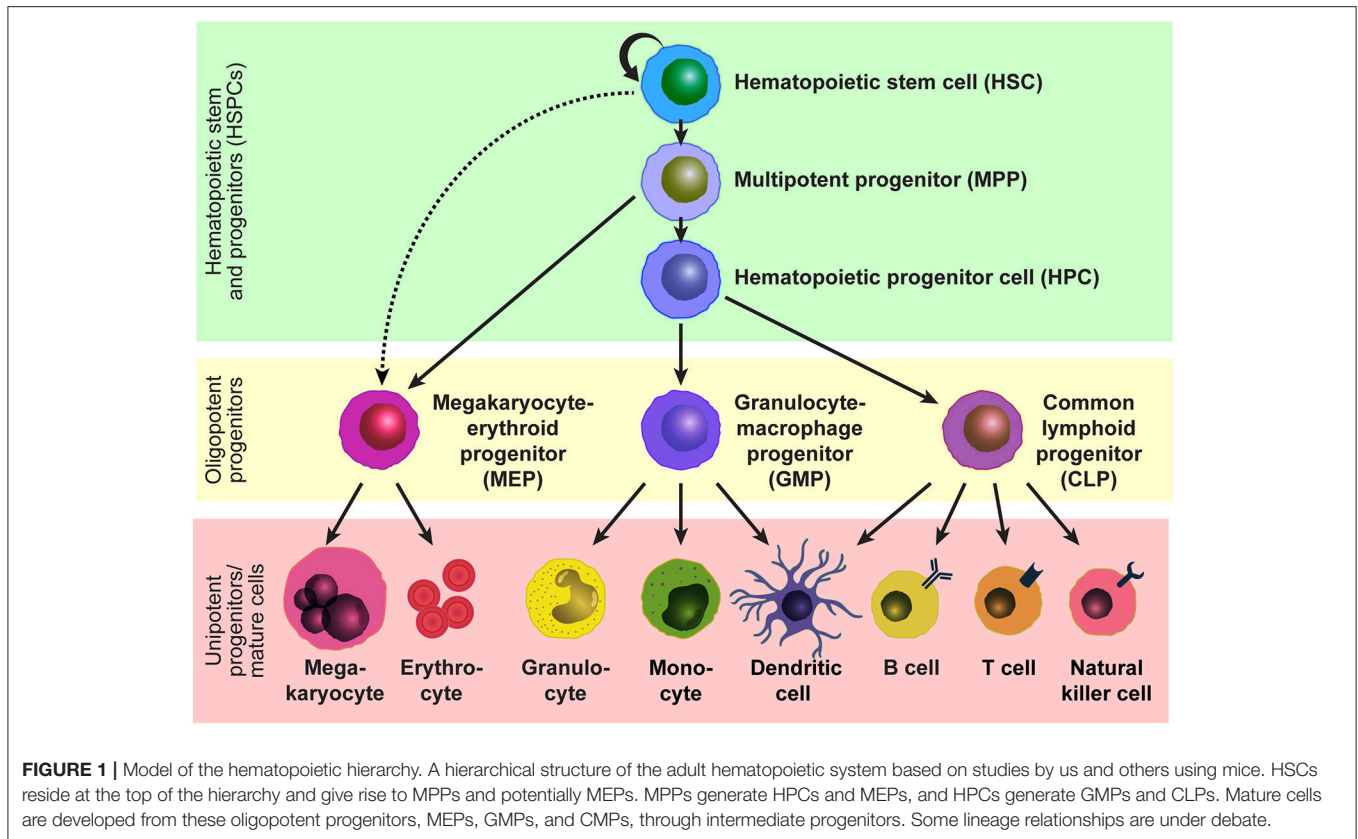 Hematopoietic stem
and progenitors (HSPCs)
Hematopoietic stem cell (HSC)
Multipotent progenitor (MPP)
Hematopoietic progenitor cell (HPC)
Oligopotent
progenitors
Megakaryocyte-
erythroid
progenitor
(MEP)
Granulocyte-
macrophage
progenitor
(GMP)
Common
lymphoid
progenitor
(CLP)
Unipotent
progenitors/
mature cells
Mega-
karyocyte
Erythro-
cyte
Granulo-
cyte
Mono-
cyte
Dendritic
cell
B cell
T cell
Natural
killer cell
FIGURE 1 | Model of the hematopoietic hierarchy. A hierarchical structure of the adult hematopoietic system based on studies by us and others using mice. HSCs
reside at the top of the hierarchy and give rise to MPPs and potentially MEPs. MPPs generate HPCs and MEPs, and HPCs generate GMPs and CLPs. Mature cells
are developed from these oligopotent progenitors, MEPs, GMPs, and CMPs, through intermediate progenitors. Some lineage relationships are under debate.